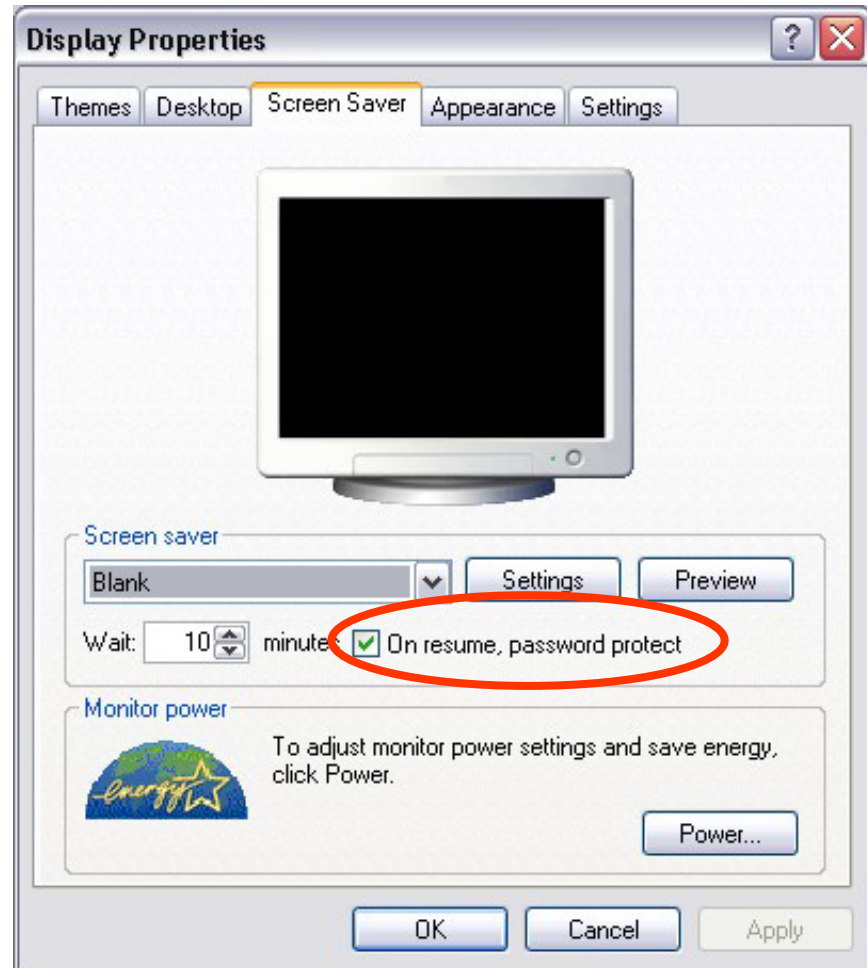 Display Properties
?
Themes Desktop Screen Saver Appearance Settings
Screen saver
Blank Settings Preview
Wait: 10 minutes On resume, password protect
Monitor power
energy
To adjust monitor power settings and save energy,
click Power.
Power...
OK Cancel Apply